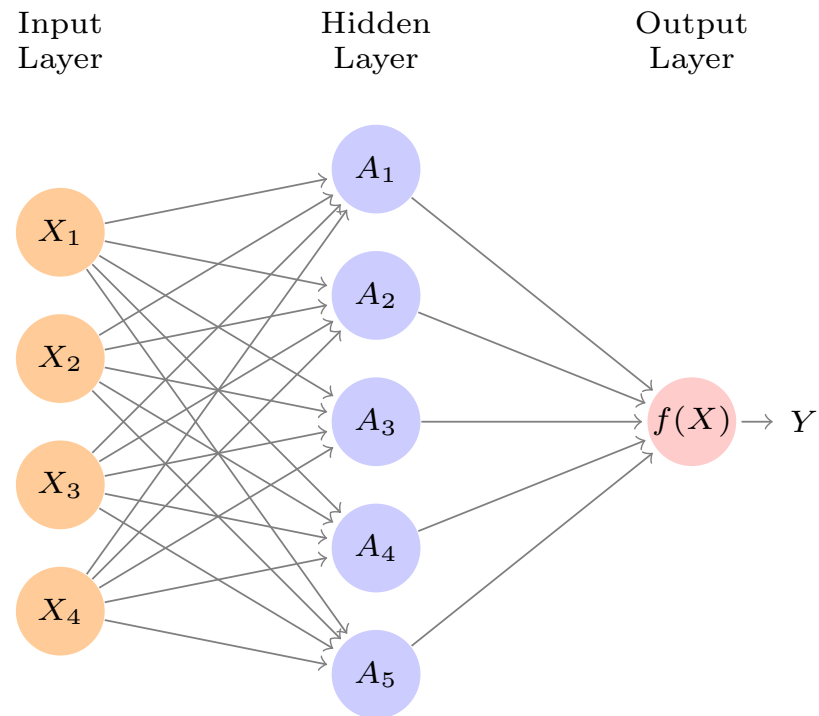 Input Hidden Output
Layer Layer Layer
A₁
X₁
A₂
X₂
A₃ f(X) Y
X₃
A₄
X₄
A₅